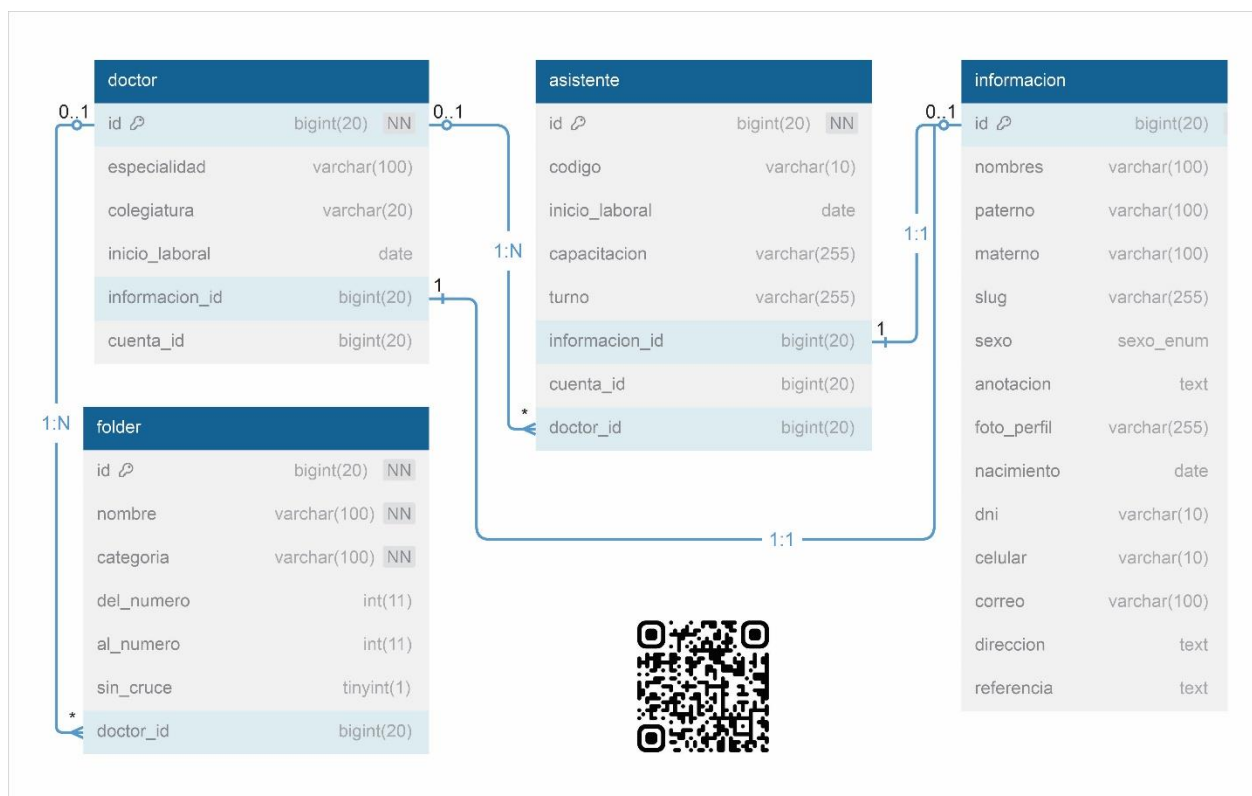 doctor
0..1
id bigint(20) NN
0..1
especialidad varchar(100)
colegiatura varchar(20)
inicio_laboral date
informacion_id bigint(20)
1
cuenta_id bigint(20)
1:N
asistente
id bigint(20) NN
codigo varchar(10)
inicio_laboral date
capacitacion varchar(255)
turno varchar(255)
informacion_id bigint(20)
1
cuenta_id bigint(20)
*
doctor_id bigint(20)
1:1
informacion
0..1
id bigint(20)
nombres varchar(100)
paterno varchar(100)
materno varchar(100)
slug varchar(255)
sexo sexo_enum
anotacion text
foto_perfil varchar(255)
nacimiento date
dni varchar(10)
celular varchar(10)
correo varchar(100)
direccion text
referencia text
1:N
folder
id bigint(20) NN
nombre varchar(100) NN
categoria varchar(100) NN
del_numero int(11)
al_numero int(11)
sin_cruce tinyint(1)
*
doctor_id bigint(20)
1:1